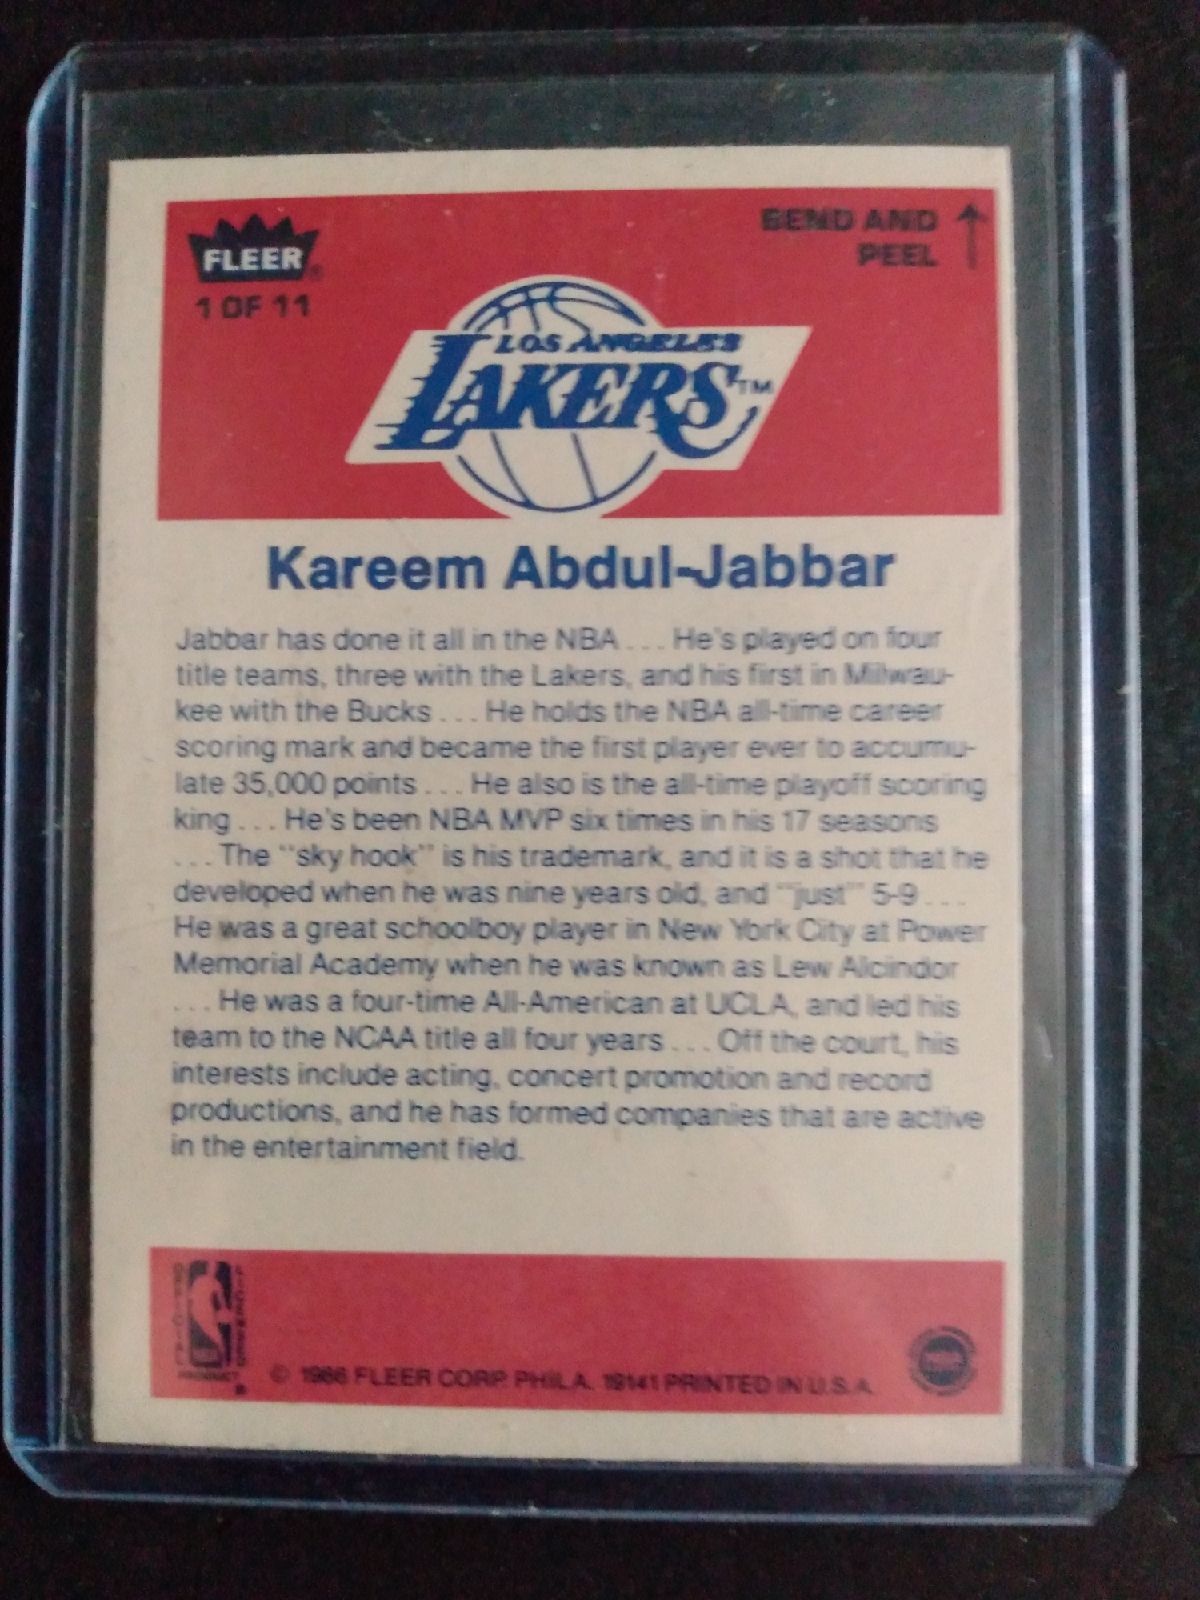 FLEER®
1 OF 11
BEND AND
PEEL
LOS ANGELES
LAKERS™
Kareem Abdul-Jabbar
Jabbar has done it all in the NBA . . . He's played on four
title teams, three with the Lakers, and his first in Milwau-
kee with the Bucks . . . He holds the NBA all-time career
scoring mark and became the first player ever to accumu-
late 35,000 points . . . He also is the all-time playoff scoring
king . . . He's been NBA MVP six times in his 17 seasons
. . . The "sky hook" is his trademark, and it is a shot that he
developed when he was nine years old, and "just" 5-9 . . .
He was a great schoolboy player in New York City at Power
Memorial Academy when he was known as Lew Alcindor
. . . He was a four-time All-American at UCLA, and led his
team to the NCAA title all four years . . . Off the court, his
interests include acting, concert promotion and record
productions, and he has formed companies that are active
in the entertainment field.
PRODUCT
© 1986 FLEER CORP. PHILA. 19141 PRINTED IN U.S.A.